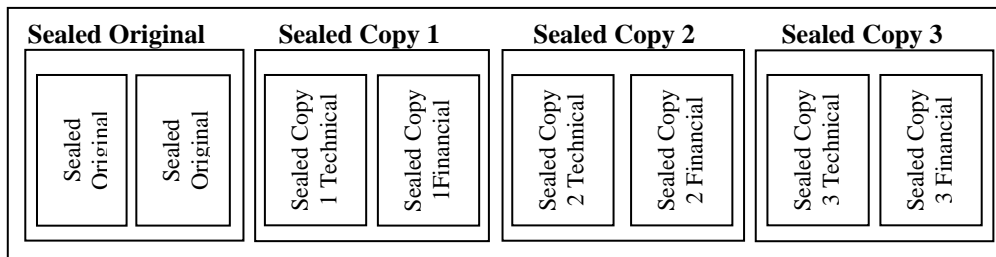 Sealed Original
Sealed Copy 1
Sealed Copy 2
Sealed Copy 3
Sealed
Original
Sealed
Original
Sealed Copy
1 Technical
Sealed Copy
1Financial
Sealed Copy
2 Technical
Sealed Copy
2 Financial
Sealed Copy
3 Technical
Sealed Copy
3 Financial